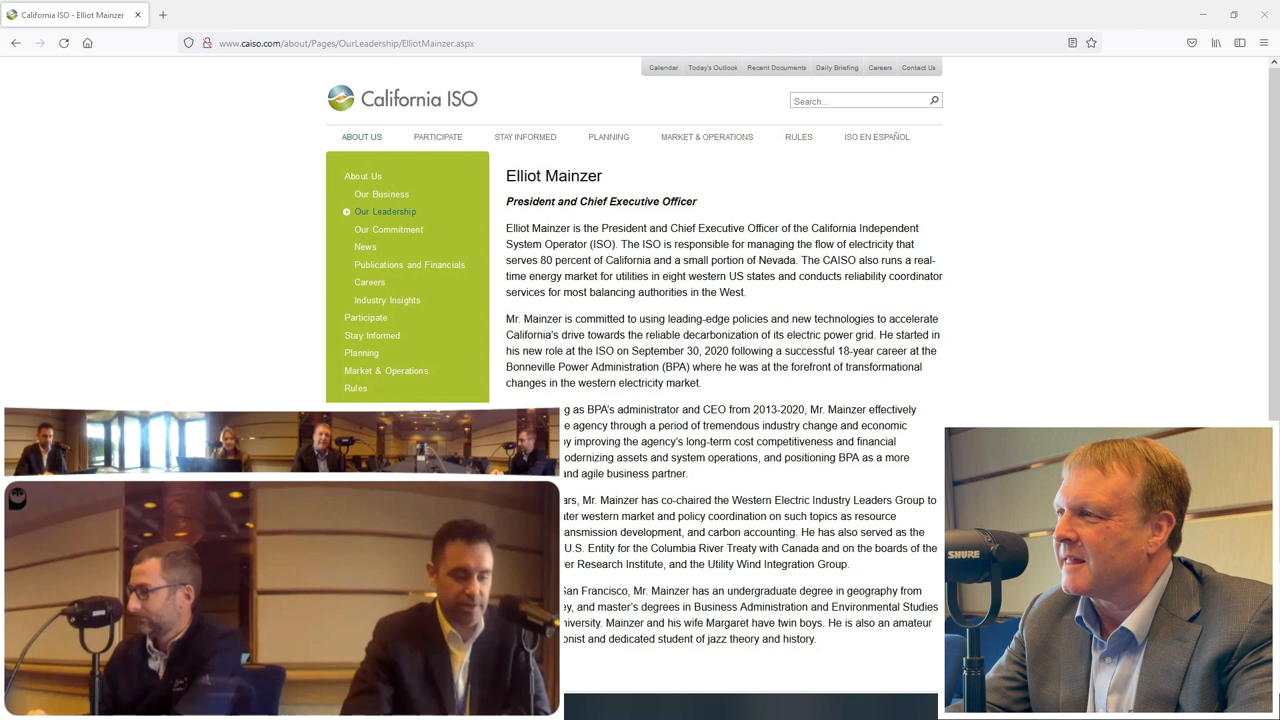 California ISO - Elliot Mainzer
www.caiso.com/about/Pages/OurLeadership/ElliotMainzer.aspx
Calendar Today's Outlook Recent Documents Daily Briefing Careers Contact Us
California ISO
Search...
ABOUT US PARTICIPATE STAY INFORMED PLANNING MARKET & OPERATIONS RULES ISO EN ESPAÑOL
About Us
Our Business
Our Leadership
Our Commitment
News
Publications and Financials
Careers
Industry Insights
Participate
Stay Informed
Planning
Market & Operations
Rules
Elliot Mainzer
President and Chief Executive Officer
Elliot Mainzer is the President and Chief Executive Officer of the California Independent
System Operator (ISO). The ISO is responsible for managing the flow of electricity that
serves 80 percent of California and a small portion of Nevada. The CAISO also runs a real-
time energy market for utilities in eight western US states and conducts reliability coordinator
services for most balancing authorities in the West.
Mr. Mainzer is committed to using leading-edge policies and new technologies to accelerate
California's drive towards the reliable decarbonization of its electric power grid. He started in
his new role at the ISO on September 30, 2020 following a successful 18-year career at the
Bonneville Power Administration (BPA) where he was at the forefront of transformational
changes in the western electricity market.
g as BPA's administrator and CEO from 2013-2020, Mr. Mainzer effectively
e agency through a period of tremendous industry change and economic
by improving the agency's long-term cost competitiveness and financial
odernizing assets and system operations, and positioning BPA as a more
and agile business partner.
ars, Mr. Mainzer has co-chaired the Western Electric Industry Leaders Group to
ter western market and policy coordination on such topics as resource
ansmission development, and carbon accounting. He has also served as the
U.S. Entity for the Columbia River Treaty with Canada and on the boards of the
er Research Institute, and the Utility Wind Integration Group.
San Francisco, Mr. Mainzer has an undergraduate degree in geography from
ey, and master's degrees in Business Administration and Environmental Studies
iversity. Mainzer and his wife Margaret have twin boys. He is also an amateur
onist and dedicated student of jazz theory and history.
SHURE